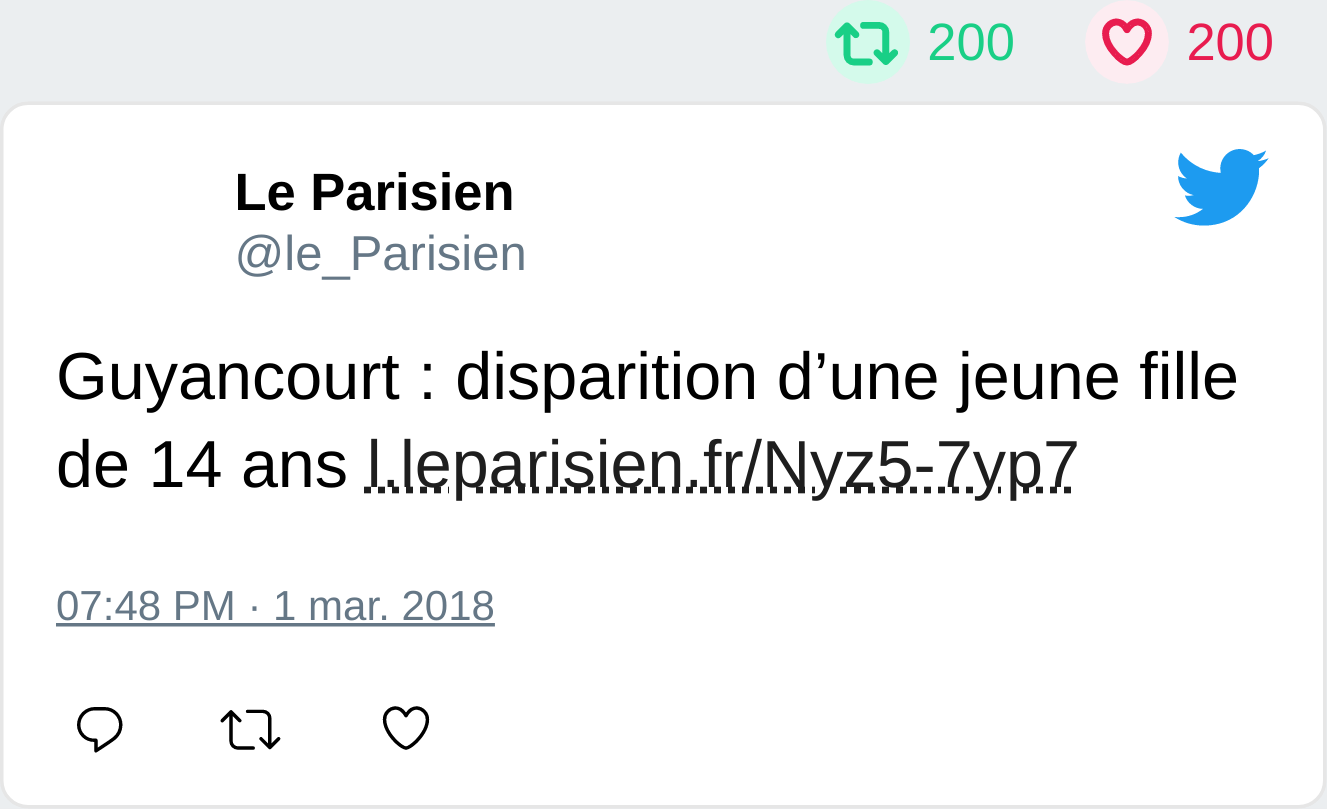 200 200
Le Parisien
@le_Parisien
Guyancourt : disparition d’une jeune fille
de 14 ans l.leparisien.fr/Nyz5-7yp7
07:48 PM · 1 mar. 2018